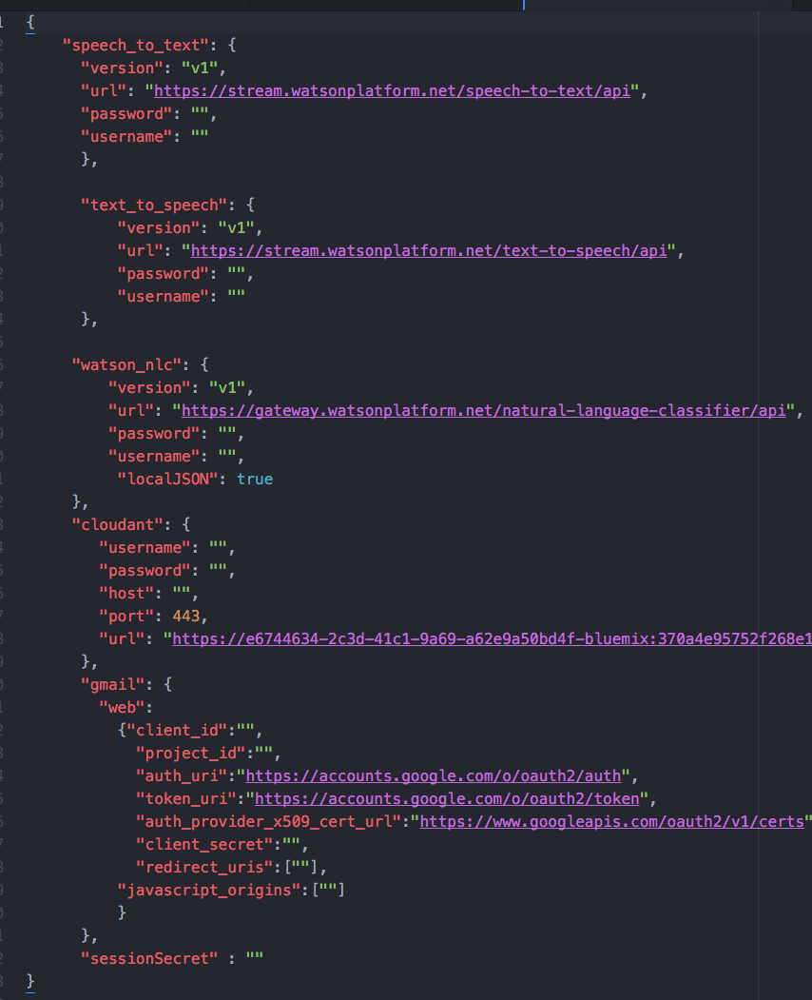 {
"speech_to_text": {
"version": "v1",
"url": "https://stream.watsonplatform.net/speech-to-text/api",
"password": "",
"username": ""
},
"text_to_speech": {
"version": "v1",
"url": "https://stream.watsonplatform.net/text-to-speech/api",
"password": "",
"username": ""
},
"watson_nlc": {
"version": "v1",
"url": "https://gateway.watsonplatform.net/natural-language-classifier/api",
"password": "",
"username": "",
"localJSON": true
},
"cloudant": {
"username": "",
"password": "",
"host": "",
"port": 443,
"url": "https://e6744634-2c3d-41c1-9a69-a62e9a50bd4f-bluemix:370a4e95752f268e1
},
"gmail": {
"web":
{"client_id":"",
"project_id":"",
"auth_uri":"https://accounts.google.com/o/oauth2/auth",
"token_uri":"https://accounts.google.com/o/oauth2/token",
"auth_provider_x509_cert_url":"https://www.googleapis.com/oauth2/v1/certs"
"client_secret":"",
"redirect_uris":[""],
"javascript_origins":[""]
}
},
"sessionSecret" : ""
}